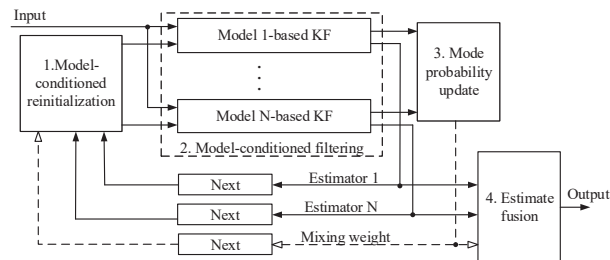 Input
1.Model-
conditioned
reinitialization
Model 1-based KF
Model N-based KF
2. Model-conditioned filtering
3. Mode
probability
update
Next
Estimator 1
Next
Estimator N
Next
Mixing weight
4. Estimate
fusion
Output